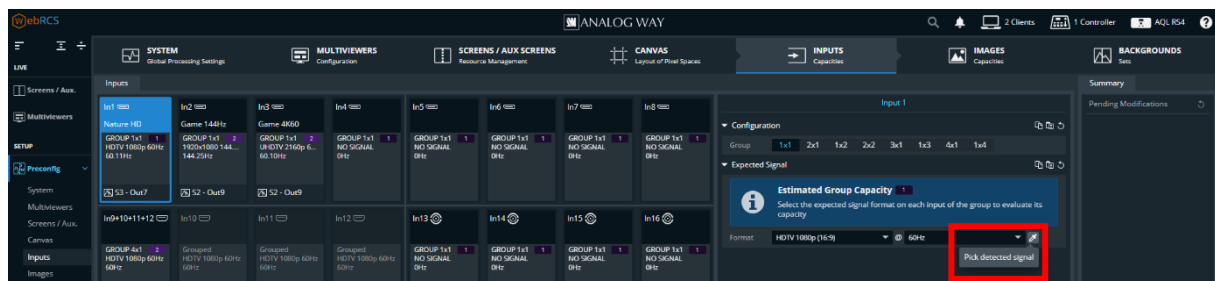 WebRCS
ANALOG WAY
2 Clients
1 Controller
AQL RS4
LIVE
Screens / Aux.
Multiviewers
SETUP
Preconfig
System
Multiviewers
Screens / Aux.
Canvas
Inputs
Images
SYSTEM
Global Processing Settings
MULTIVIEWERS
Configuration
SCREENS / AUX SCREENS
Resource Management
CANVAS
Layout of Pixel Spaces
INPUTS
Capacities
IMAGES
Capacities
BACKGROUNDS
Sets
Inputs
In1
Nature HD
GROUP 1x1 1
HDTV 1080p 60Hz
60.11Hz
S3 - Out7
In2
Game 144Hz
GROUP 1x1 2
1920x1080 144...
144.25Hz
S2 - Out9
In3
Game 4K60
GROUP 1x1 2
UHDTV 2160p 6...
60.10Hz
S2 - Out9
In4
GROUP 1x1 1
NO SIGNAL
0Hz
In5
GROUP 1x1 1
NO SIGNAL
0Hz
In6
GROUP 1x1 1
NO SIGNAL
0Hz
In7
GROUP 1x1 1
NO SIGNAL
0Hz
In8
GROUP 1x1 1
NO SIGNAL
0Hz
In9+10+11+12
GROUP 4x1 2
HDTV 1080p 60Hz
60Hz
In10
Grouped
HDTV 1080p 60Hz
60Hz
In11
Grouped
HDTV 1080p 60Hz
60Hz
In12
Grouped
HDTV 1080p 60Hz
60Hz
In13
GROUP 1x1 1
NO SIGNAL
0Hz
In14
GROUP 1x1 1
NO SIGNAL
0Hz
In15
GROUP 1x1 1
NO SIGNAL
0Hz
In16
GROUP 1x1 1
NO SIGNAL
0Hz
Input 1
Configuration
Group 1x1 2x1 1x2 2x2 3x1 1x3 4x1 1x4
Expected Signal
Estimated Group Capacity 1
Select the expected signal format on each input of the group to evaluate its
capacity
Format HDTV 1080p (16:9) @ 60Hz
Pick detected signal
Summary
Pending Modifications